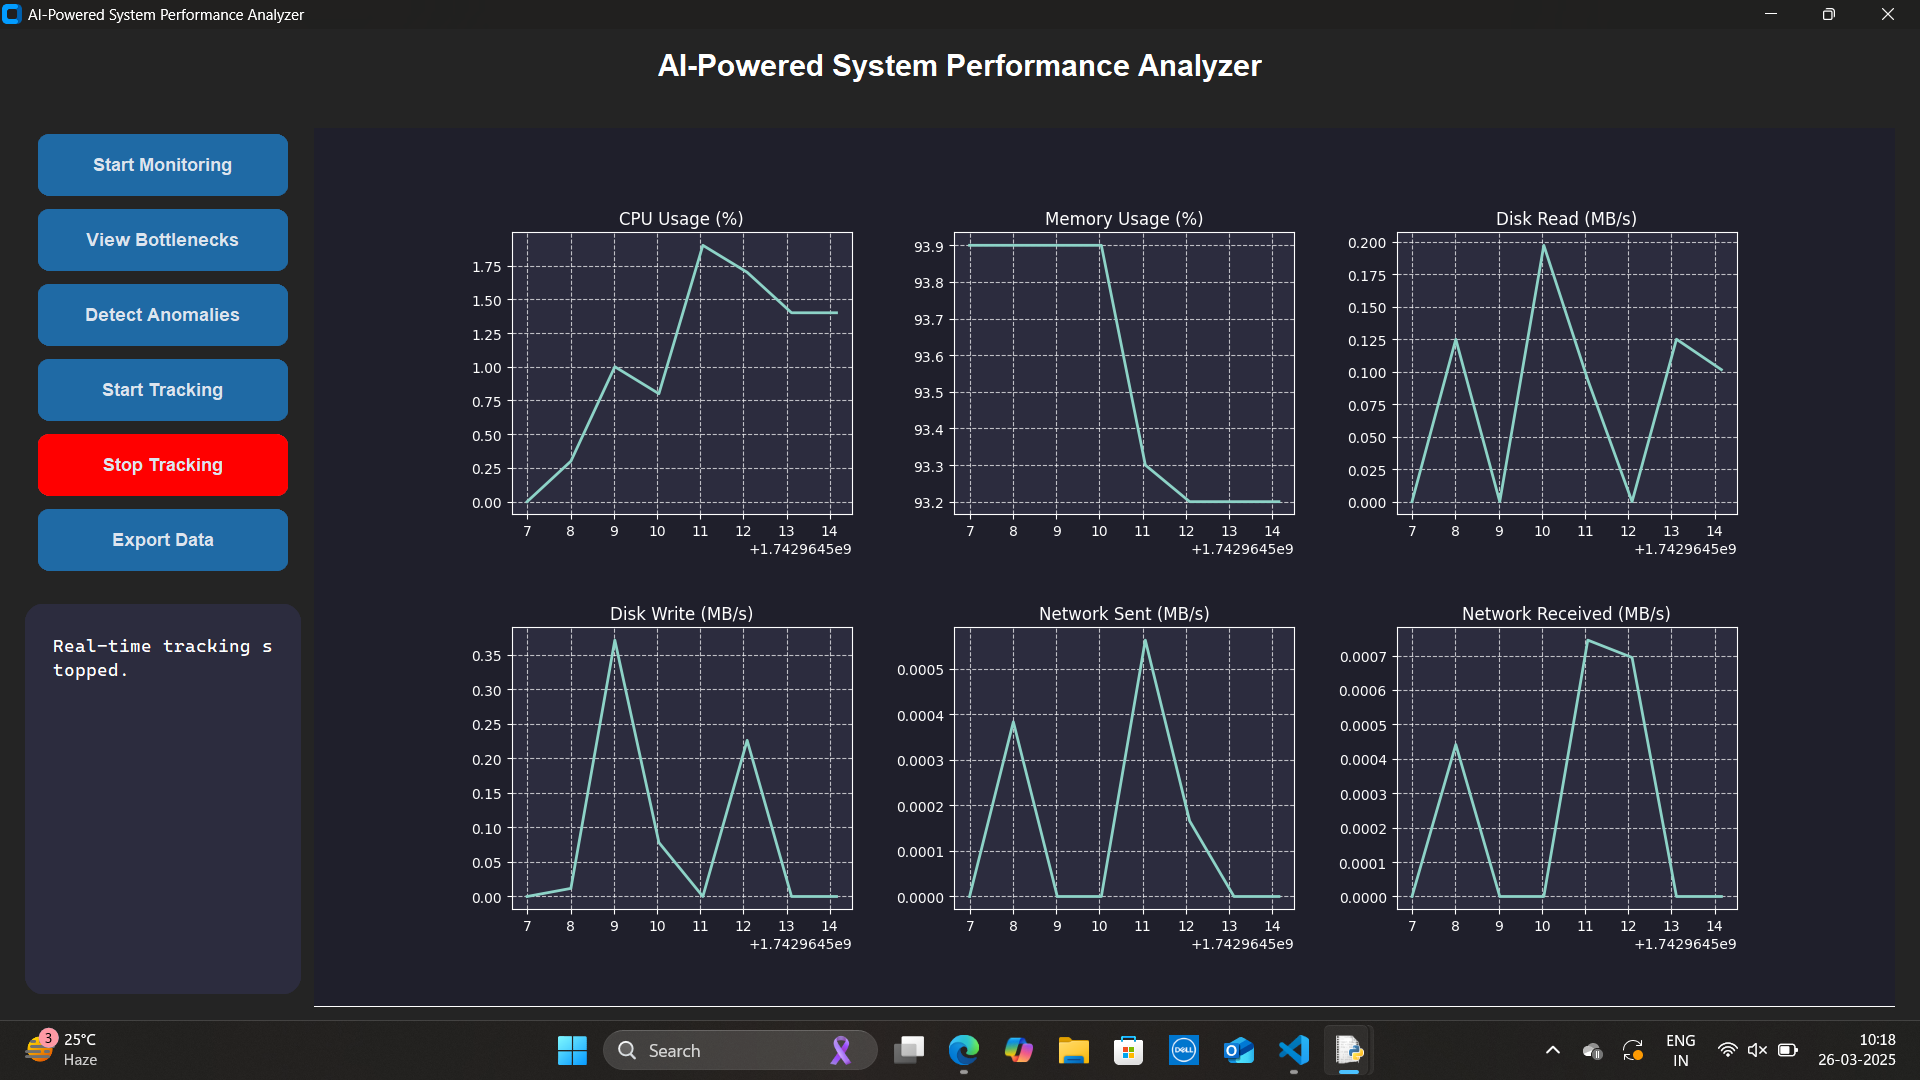 AI-Powered System Performance Analyzer
AI-Powered System Performance Analyzer
Start Monitoring
View Bottlenecks
Detect Anomalies
Start Tracking
Stop Tracking
Export Data
Real-time tracking s
topped.
CPU Usage (%)
1.75
1.50
1.25
1.00
0.75
0.50
0.25
0.00
7 8 9 10 11 12 13 14
+1.7429645e9
Memory Usage (%)
93.9
93.8
93.7
93.6
93.5
93.4
93.3
93.2
7 8 9 10 11 12 13 14
+1.7429645e9
Disk Read (MB/s)
0.200
0.175
0.150
0.125
0.100
0.075
0.050
0.025
0.000
7 8 9 10 11 12 13 14
+1.7429645e9
Disk Write (MB/s)
0.35
0.30
0.25
0.20
0.15
0.10
0.05
0.00
7 8 9 10 11 12 13 14
+1.7429645e9
Network Sent (MB/s)
0.0005
0.0004
0.0003
0.0002
0.0001
0.0000
7 8 9 10 11 12 13 14
+1.7429645e9
Network Received (MB/s)
0.0007
0.0006
0.0005
0.0004
0.0003
0.0002
0.0001
0.0000
7 8 9 10 11 12 13 14
+1.7429645e9
3
25°C
Haze
Search
DELL
O
ENG
IN
10:18
26-03-2025